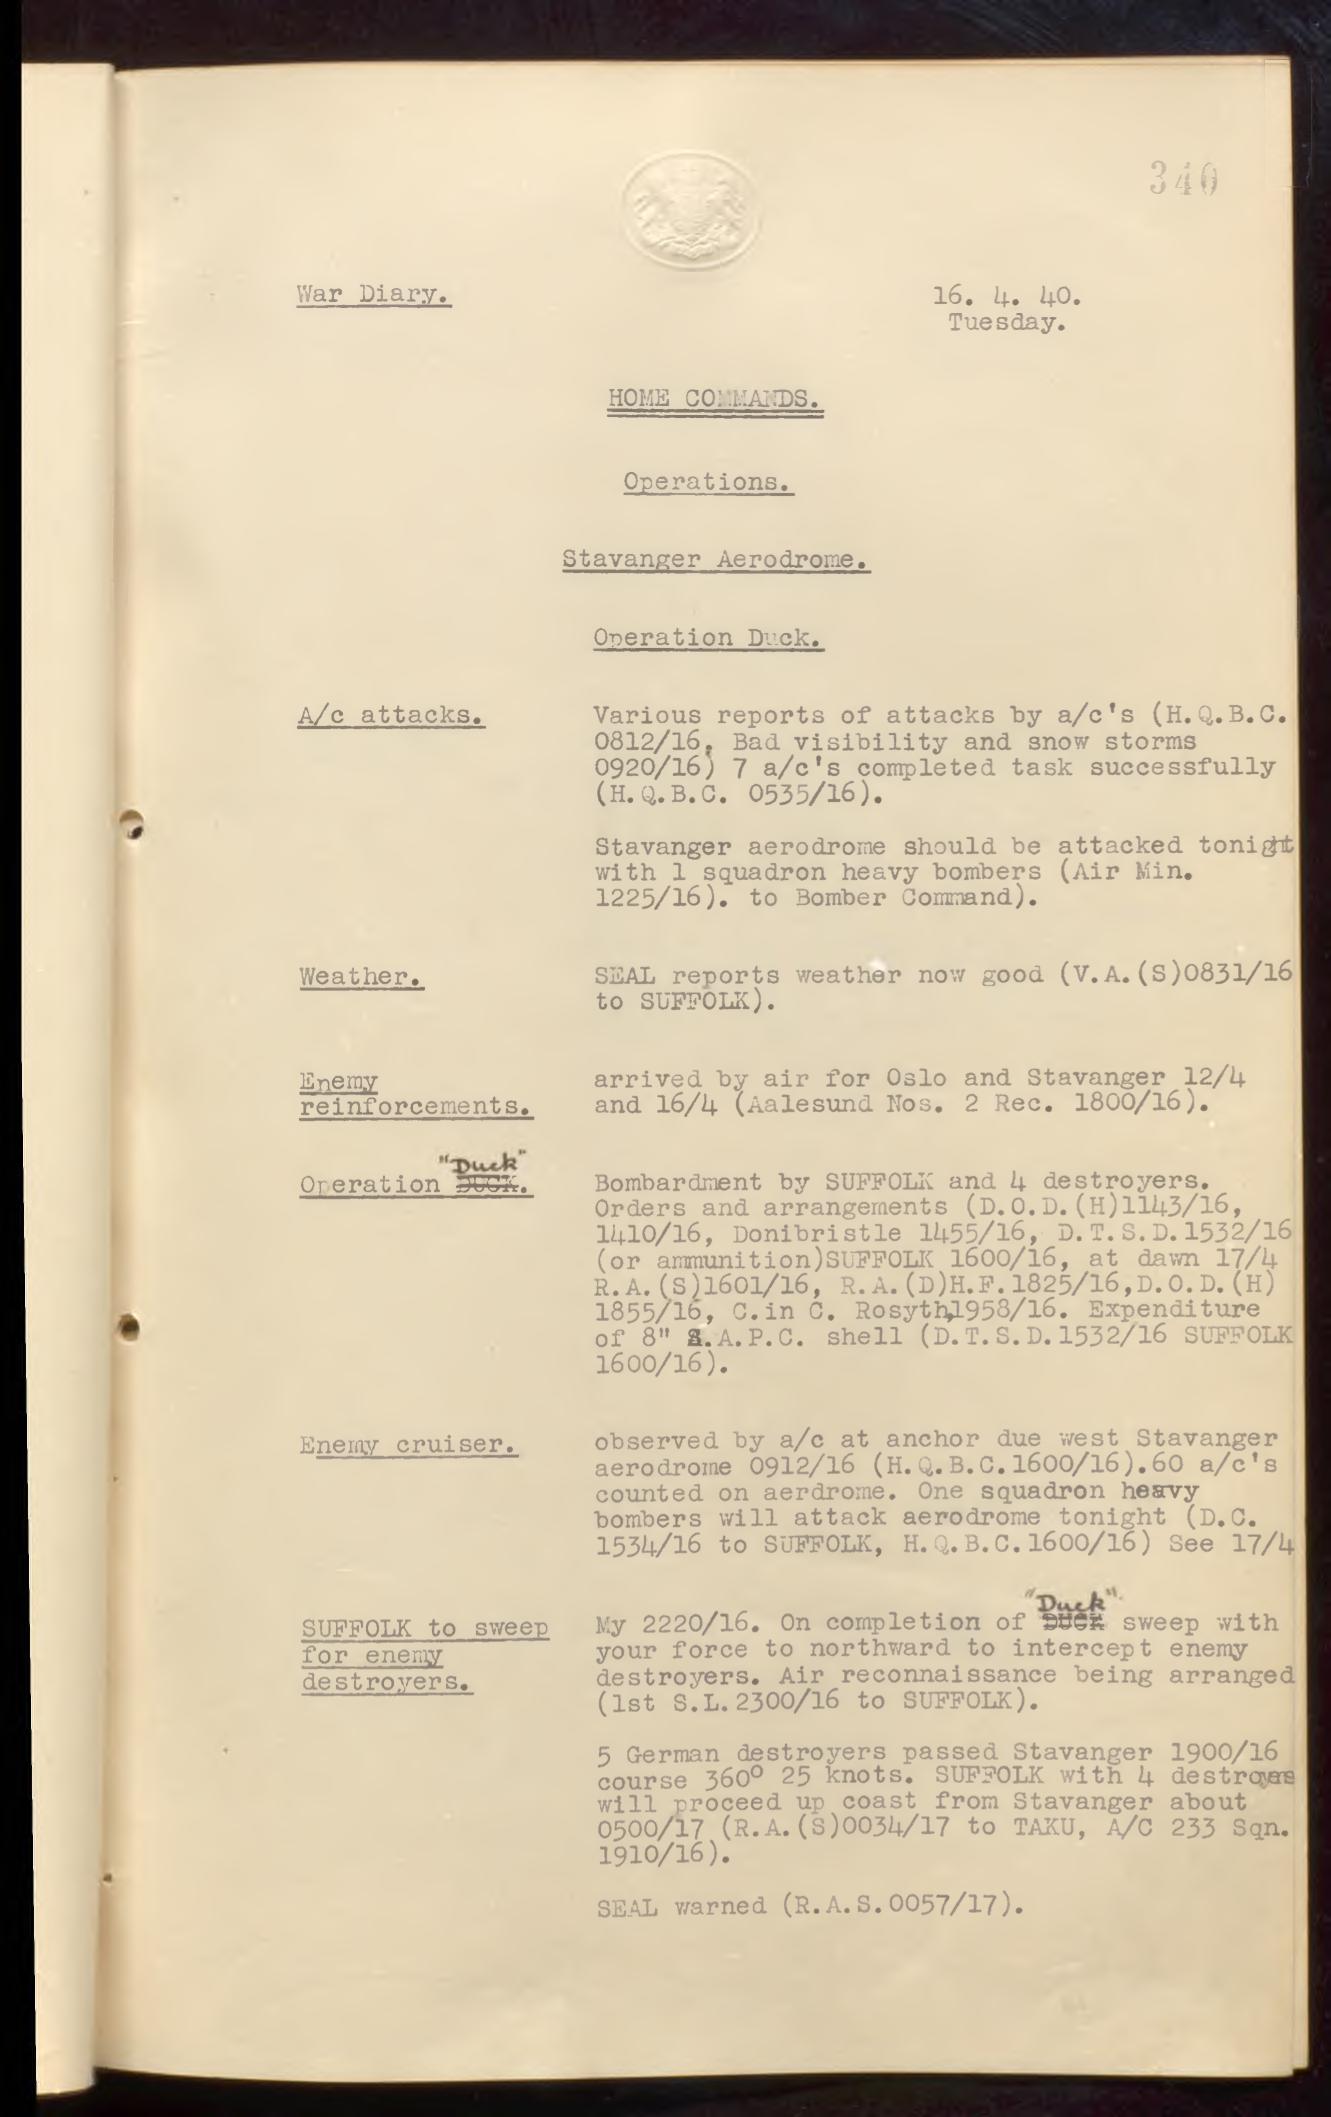 340
War Diary.
16. 4. 40.
Tuesday.
HOME COMMANDS.
Operations.
Stavanger Aerodrome.
Operation Duck.
A/c attacks.
Various reports of attacks by a/c's (H.Q.B.C.
0812/16, Bad visibility and snow storms
0920/16) 7 a/c's completed task successfully
(H.Q.B.C. 0535/16).
Stavanger aerodrome should be attacked tonight
with 1 squadron heavy bombers (Air Min.
1225/16). to Bomber Command).
Weather.
SEAL reports weather now good (V.A.(S)0831/16
to SUFFOLK).
Enemy
reinforcements.
arrived by air for Oslo and Stavanger 12/4
and 16/4 (Aalesund Nos. 2 Rec. 1800/16).
"Duck"
Operation DUCK.
Bombardment by SUFFOLK and 4 destroyers.
Orders and arrangements (D.O.D.(H)1143/16,
1410/16, Donibristle 1455/16, D.T.S.D.1532/16
(or ammunition)SUFFOLK 1600/16, at dawn 17/4
R.A.(S)1601/16, R.A.(D)H.F.1825/16,D.O.D.(H)
1855/16, C.in C. Rosyth,1958/16. Expenditure
of 8" S.A.P.C. shell (D.T.S.D.1532/16 SUFFOLK
1600/16).
Enemy cruiser.
observed by a/c at anchor due west Stavanger
aerodrome 0912/16 (H.Q.B.C.1600/16).60 a/c's
counted on aerdrome. One squadron heavy
bombers will attack aerodrome tonight (D.C.
1534/16 to SUFFOLK, H.Q.B.C.1600/16) See 17/4
SUFFOLK to sweep
for enemy
destroyers.
"Duck"
My 2220/16. On completion of DUCK sweep with
your force to northward to intercept enemy
destroyers. Air reconnaissance being arranged
(1st S.L.2300/16 to SUFFOLK).
5 German destroyers passed Stavanger 1900/16
course 360° 25 knots. SUFFOLK with 4 destroyers
will proceed up coast from Stavanger about
0500/17 (R.A.(S)0034/17 to TAKU, A/C 233 Sqn.
1910/16).
SEAL warned (R.A.S.0057/17).